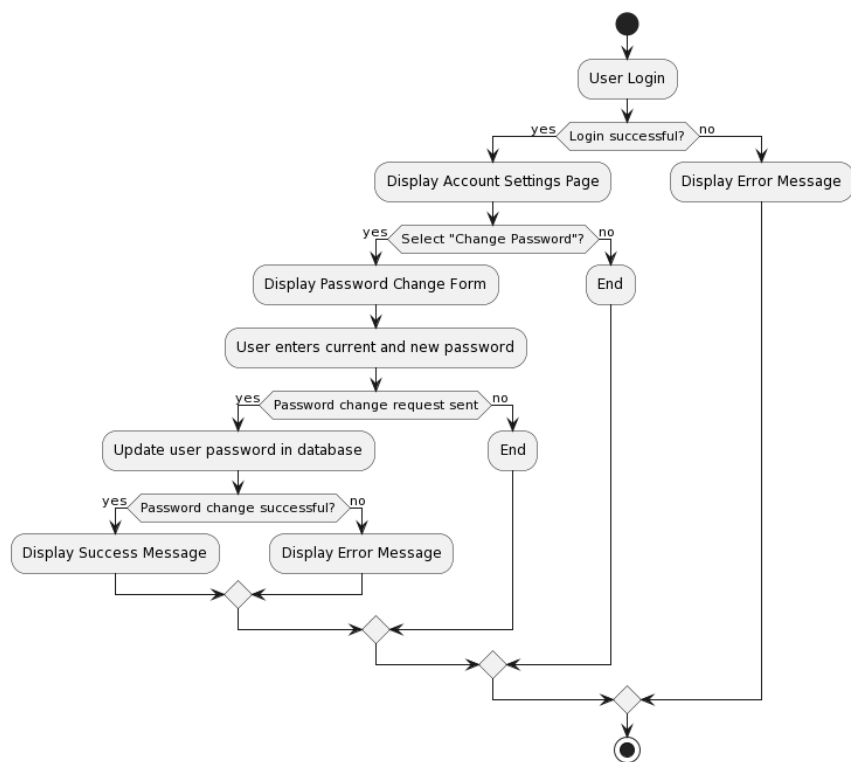 User Login
yes
Login successful?
no
Display Account Settings Page
Display Error Message
yes
Select "Change Password"?
no
Display Password Change Form
End
User enters current and new password
yes
Password change request sent
no
Update user password in database
End
yes
Password change successful?
no
Display Success Message
Display Error Message